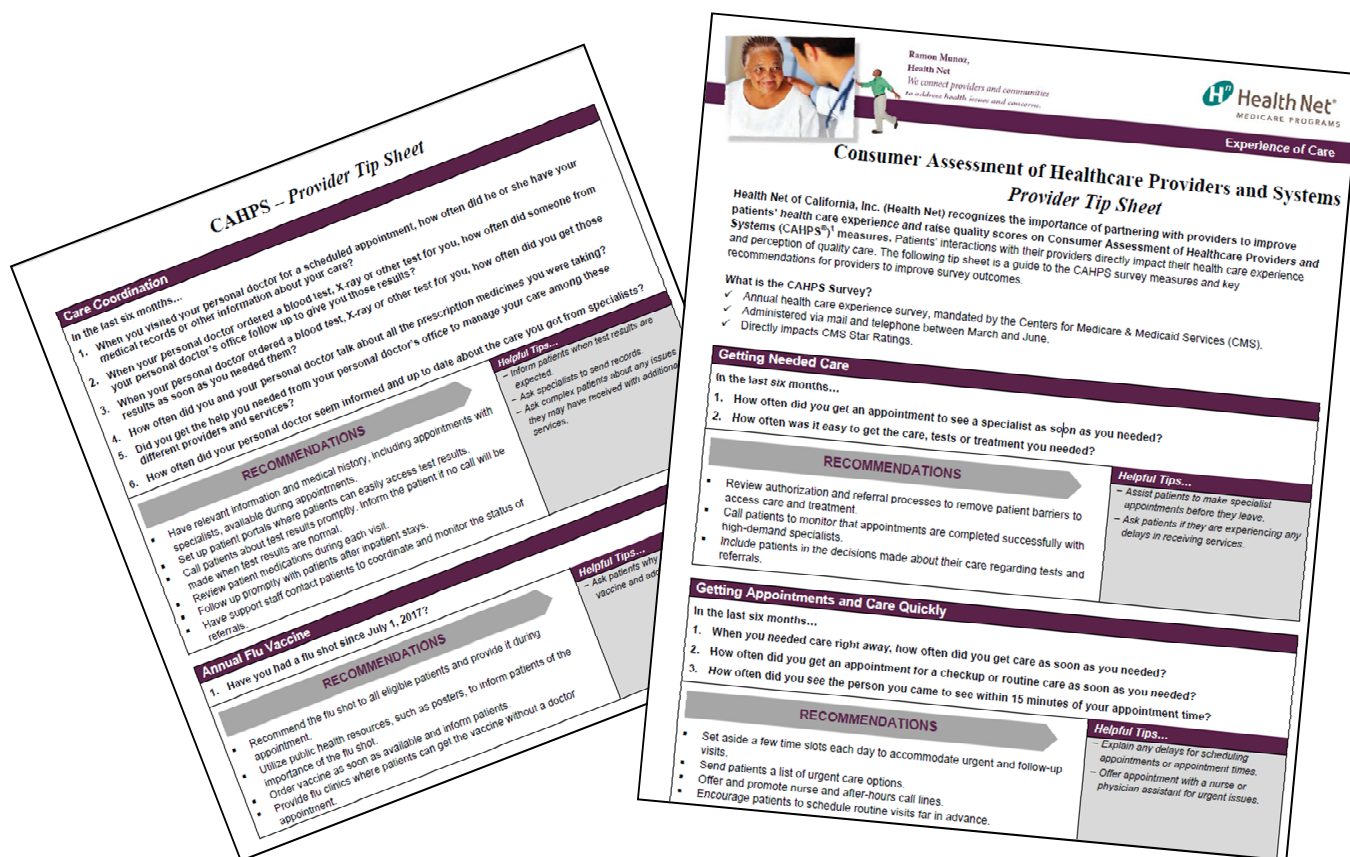 CAHPS – Provider Tip Sheet
Care Coordination
In the last six months...
1. When you visited your personal doctor for a scheduled appointment, how often did he or she have your
medical records or other information about your care?
2. When your personal doctor ordered a blood test, X-ray or other test for you, how often did someone from
your personal doctor's office follow up to give you those results?
3. When your personal doctor ordered a blood test, X-ray or other test for you, how often did you get those
results as soon as you needed them?
4. How often did you and your personal doctor talk about all the prescription medicines you were taking?
5. Did you get the help you needed from your personal doctor's office to manage your care among these
different providers and services?
6. How often did your personal doctor seem informed and up to date about the care you got from specialists?
RECOMMENDATIONS
▪ Have relevant information and medical history, including appointments with
specialists, available during appointments.
▪ Set up patient portals where patients can easily access test results.
▪ Call patients about test results promptly. Inform the patient if no call will be
made when test results are normal.
▪ Review patient medications during each visit.
▪ Follow up promptly with patients after inpatient stays.
▪ Have support staff contact patients to coordinate and monitor the status of
referrals.
Helpful Tips...
– Inform patients when test results are
expected.
– Ask specialists to send records
– Ask complex patients about any issues
they may have received with additional
services.
Annual Flu Vaccine
1. Have you had a flu shot since July 1, 2017?
RECOMMENDATIONS
▪ Recommend the flu shot to all eligible patients and provide it during
appointment.
▪ Utilize public health resources, such as posters, to inform patients of the
importance of the flu shot.
▪ Order vaccine as soon as available and inform patients.
▪ Provide flu clinics where patients can get the vaccine without a doctor
appointment.
Helpful Tips...
– Ask patients why
vaccine and
Ramon Munoz,
Health Net
We connect providers and communities
to address health issues and concerns.
Health Net®
MEDICARE PROGRAMS
Experience of Care
Consumer Assessment of Healthcare Providers and Systems
Provider Tip Sheet
Health Net of California, Inc. (Health Net) recognizes the importance of partnering with providers to improve
patients' health care experience and raise quality scores on Consumer Assessment of Healthcare Providers and
Systems (CAHPS®)¹ measures. Patients' interactions with their providers directly impact their health care experience
and perception of quality care. The following tip sheet is a guide to the CAHPS survey measures and key
recommendations for providers to improve survey outcomes.
What is the CAHPS Survey?
✓ Annual health care experience survey, mandated by the Centers for Medicare & Medicaid Services (CMS).
✓ Administered via mail and telephone between March and June.
✓ Directly impacts CMS Star Ratings.
Getting Needed Care
In the last six months...
1. How often did you get an appointment to see a specialist as soon as you needed?
2. How often was it easy to get the care, tests or treatment you needed?
RECOMMENDATIONS
▪ Review authorization and referral processes to remove patient barriers to
access care and treatment.
▪ Call patients to monitor that appointments are completed successfully with
high-demand specialists.
▪ Include patients in the decisions made about their care regarding tests and
referrals.
Helpful Tips...
– Assist patients to make specialist
appointments before they leave.
– Ask patients if they are experiencing any
delays in receiving services.
Getting Appointments and Care Quickly
In the last six months...
1. When you needed care right away, how often did you get care as soon as you needed?
2. How often did you get an appointment for a checkup or routine care as soon as you needed?
3. How often did you see the person you came to see within 15 minutes of your appointment time?
RECOMMENDATIONS
▪ Set aside a few time slots each day to accommodate urgent and follow-up
visits.
▪ Send patients a list of urgent care options.
▪ Offer and promote nurse and after-hours call lines.
▪ Encourage patients to schedule routine visits far in advance.
Helpful Tips...
– Explain any delays for scheduling
appointments or appointment times.
– Offer appointment with a nurse or
physician assistant for urgent issues.